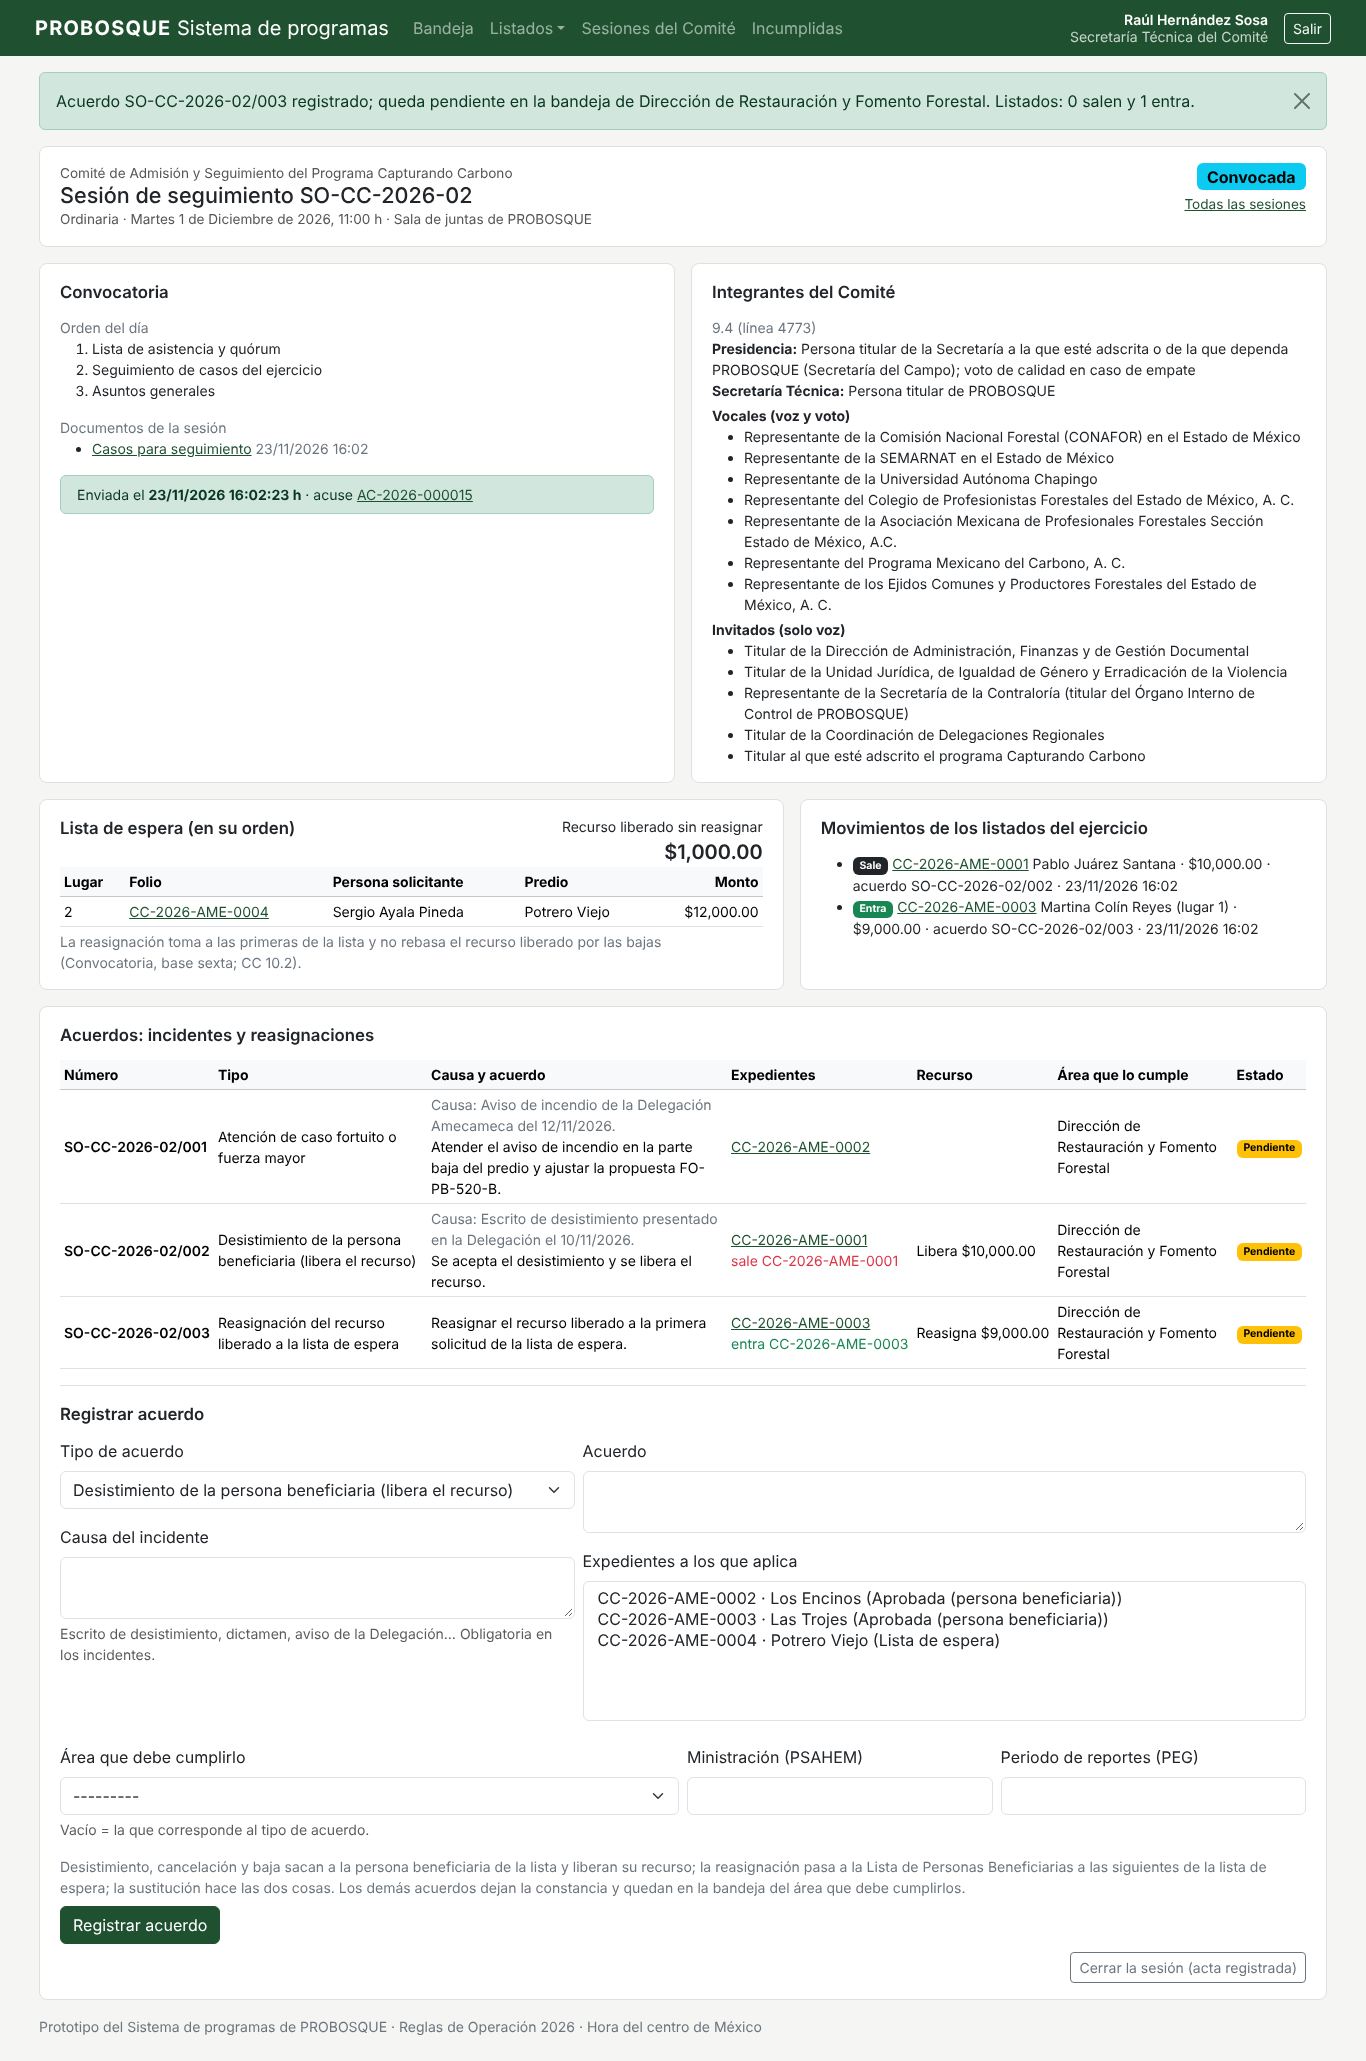 PROBOSQUE Sistema de programas
Bandeja
Listados
Sesiones del Comité
Incumplidas
Raúl Hernández Sosa
Secretaría Técnica del Comité
Salir
Acuerdo SO-CC-2026-02/003 registrado; queda pendiente en la bandeja de Dirección de Restauración y Fomento Forestal. Listados: 0 salen y 1 entra.
Comité de Admisión y Seguimiento del Programa Capturando Carbono
Sesión de seguimiento SO-CC-2026-02
Ordinaria · Martes 1 de Diciembre de 2026, 11:00 h · Sala de juntas de PROBOSQUE
Convocada
Todas las sesiones
Convocatoria
Orden del día
1. Lista de asistencia y quórum
2. Seguimiento de casos del ejercicio
3. Asuntos generales
Documentos de la sesión
Casos para seguimiento 23/11/2026 16:02
Enviada el 23/11/2026 16:02:23 h · acuse AC-2026-000015
Integrantes del Comité
9.4 (línea 4773)
Presidencia: Persona titular de la Secretaría a la que esté adscrita o de la que dependa
PROBOSQUE (Secretaría del Campo); voto de calidad en caso de empate
Secretaría Técnica: Persona titular de PROBOSQUE
Vocales (voz y voto)
Representante de la Comisión Nacional Forestal (CONAFOR) en el Estado de México
Representante de la SEMARNAT en el Estado de México
Representante de la Universidad Autónoma Chapingo
Representante del Colegio de Profesionistas Forestales del Estado de México, A. C.
Representante de la Asociación Mexicana de Profesionales Forestales Sección
Estado de México, A.C.
Representante del Programa Mexicano del Carbono, A. C.
Representante de los Ejidos Comunes y Productores Forestales del Estado de
México, A. C.
Invitados (solo voz)
Titular de la Dirección de Administración, Finanzas y de Gestión Documental
Titular de la Unidad Jurídica, de Igualdad de Género y Erradicación de la Violencia
Representante de la Secretaría de la Contraloría (titular del Órgano Interno de
Control de PROBOSQUE)
Titular de la Coordinación de Delegaciones Regionales
Titular al que esté adscrito el programa Capturando Carbono
Lista de espera (en su orden)
Recurso liberado sin reasignar
$1,000.00
Lugar Folio Persona solicitante Predio Monto
2 CC-2026-AME-0004 Sergio Ayala Pineda Potrero Viejo $12,000.00
La reasignación toma a las primeras de la lista y no rebasa el recurso liberado por las bajas
(Convocatoria, base sexta; CC 10.2).
Movimientos de los listados del ejercicio
Sale CC-2026-AME-0001 Pablo Juárez Santana · $10,000.00 ·
acuerdo SO-CC-2026-02/002 · 23/11/2026 16:02
Entra CC-2026-AME-0003 Martina Colín Reyes (lugar 1) ·
$9,000.00 · acuerdo SO-CC-2026-02/003 · 23/11/2026 16:02
Acuerdos: incidentes y reasignaciones
Número Tipo Causa y acuerdo Expedientes Recurso Área que lo cumple Estado
SO-CC-2026-02/001
Atención de caso fortuito o
fuerza mayor
Causa: Aviso de incendio de la Delegación
Amecameca del 12/11/2026.
Atender el aviso de incendio en la parte
baja del predio y ajustar la propuesta FO-
PB-520-B.
CC-2026-AME-0002
Dirección de
Restauración y Fomento
Forestal
Pendiente
SO-CC-2026-02/002
Desistimiento de la persona
beneficiaria (libera el recurso)
Causa: Escrito de desistimiento presentado
en la Delegación el 10/11/2026.
Se acepta el desistimiento y se libera el
recurso.
CC-2026-AME-0001
sale CC-2026-AME-0001
Libera $10,000.00
Dirección de
Restauración y Fomento
Forestal
Pendiente
SO-CC-2026-02/003
Reasignación del recurso
liberado a la lista de espera
Reasignar el recurso liberado a la primera
solicitud de la lista de espera.
CC-2026-AME-0003
entra CC-2026-AME-0003
Reasigna $9,000.00
Dirección de
Restauración y Fomento
Forestal
Pendiente
Registrar acuerdo
Tipo de acuerdo
Desistimiento de la persona beneficiaria (libera el recurso)
Causa del incidente
Escrito de desistimiento, dictamen, aviso de la Delegación... Obligatoria en
los incidentes.
Acuerdo
Expedientes a los que aplica
CC-2026-AME-0002 · Los Encinos (Aprobada (persona beneficiaria))
CC-2026-AME-0003 · Las Trojes (Aprobada (persona beneficiaria))
CC-2026-AME-0004 · Potrero Viejo (Lista de espera)
Área que debe cumplirlo
---------
Vacío = la que corresponde al tipo de acuerdo.
Ministración (PSAHEM)
Periodo de reportes (PEG)
Desistimiento, cancelación y baja sacan a la persona beneficiaria de la lista y liberan su recurso; la reasignación pasa a la Lista de Personas Beneficiarias a las siguientes de la lista de
espera; la sustitución hace las dos cosas. Los demás acuerdos dejan la constancia y quedan en la bandeja del área que debe cumplirlos.
Registrar acuerdo
Cerrar la sesión (acta registrada)
Prototipo del Sistema de programas de PROBOSQUE · Reglas de Operación 2026 · Hora del centro de México